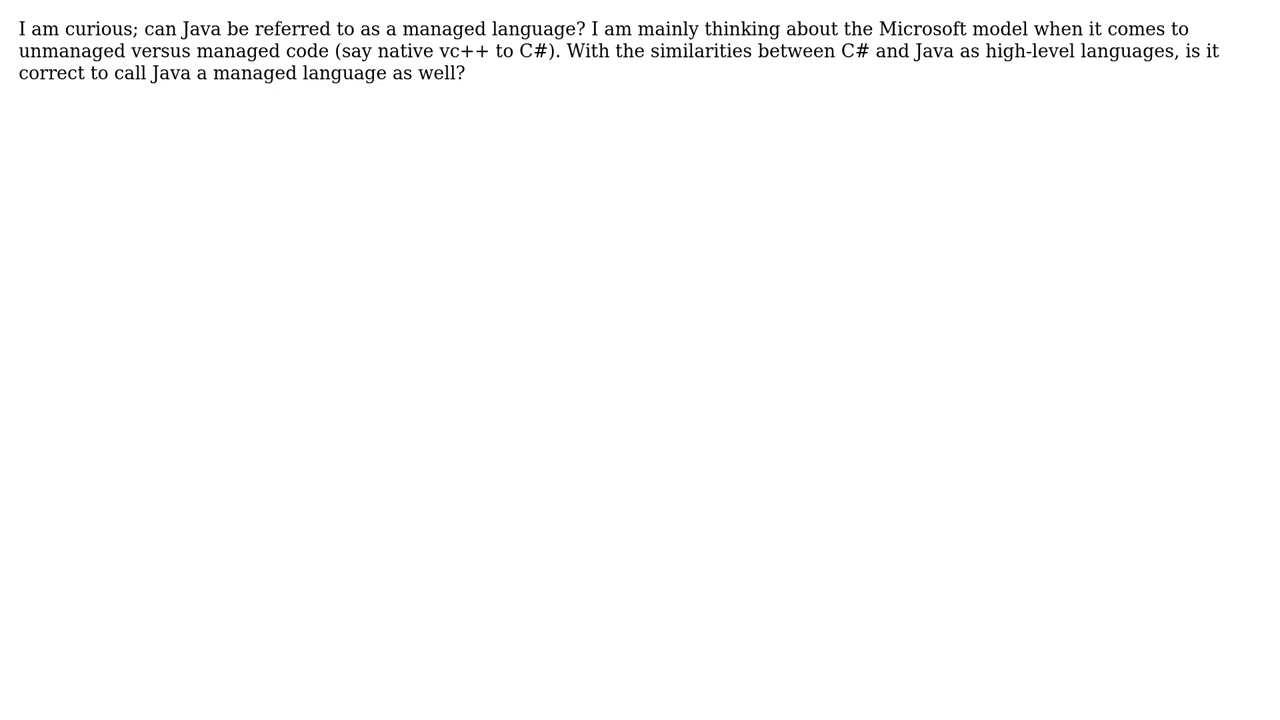 I am curious; can Java be referred to as a managed language? I am mainly thinking about the Microsoft model when it comes to
unmanaged versus managed code (say native vc++ to C#). With the similarities between C# and Java as high-level languages, is it
correct to call Java a managed language as well?